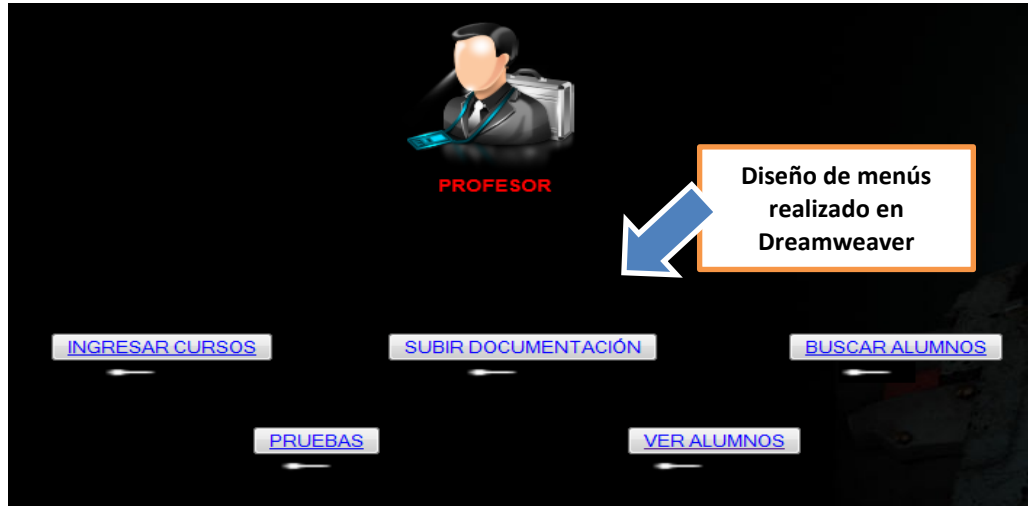 PROFESOR
Diseño de menús
realizado en
Dreamweaver
INGRESAR CURSOS
SUBIR DOCUMENTACIÓN
BUSCAR ALUMNOS
PRUEBAS
VER ALUMNOS